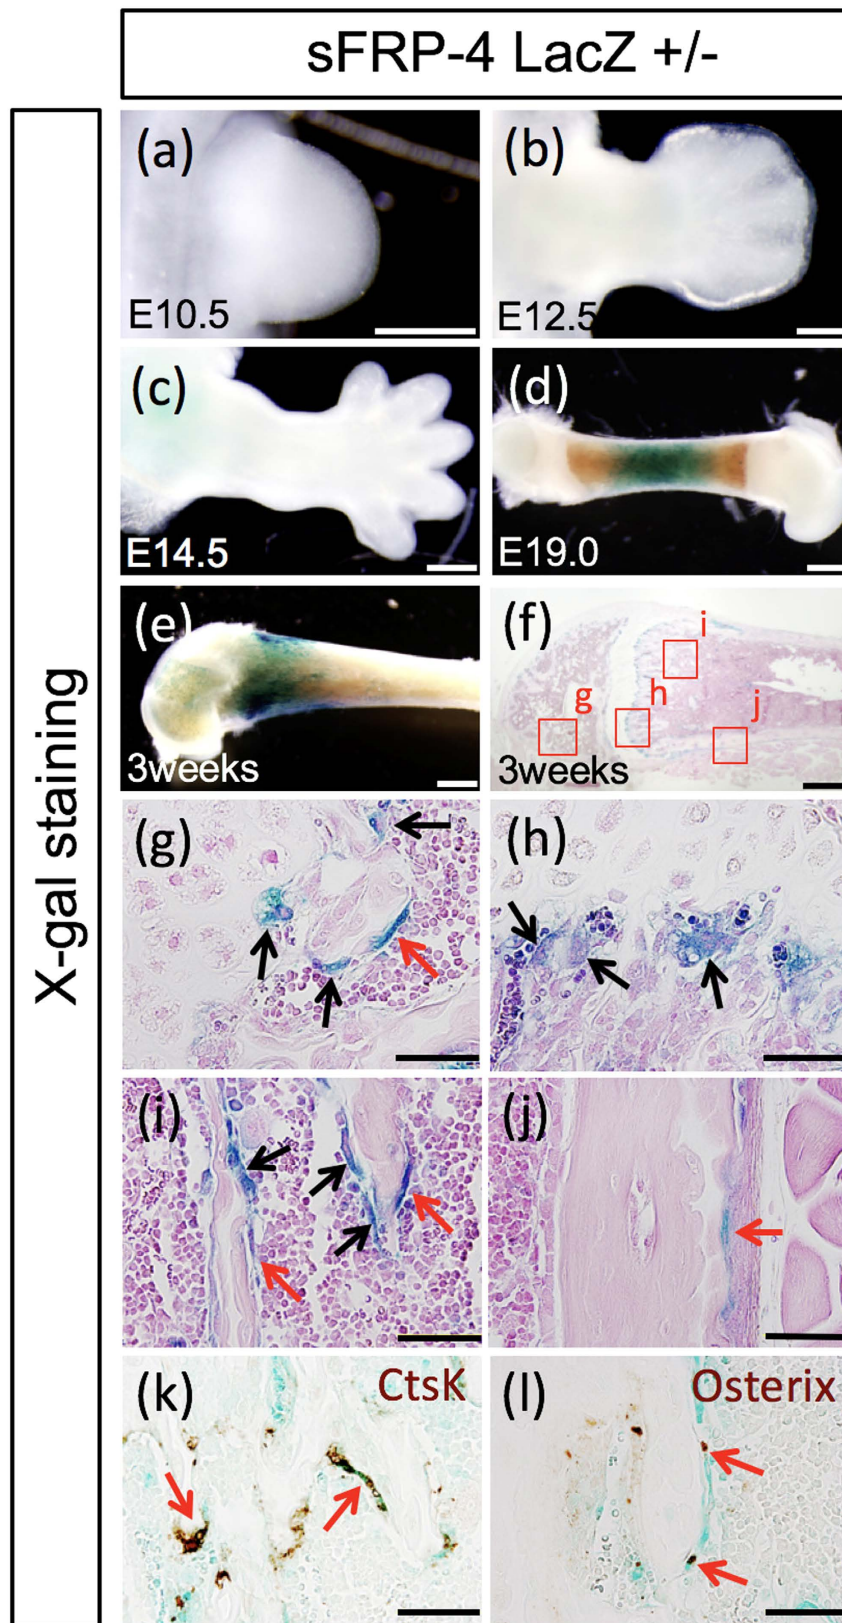 sFRP-4 LacZ +/-
X-gal staining
(a)
E10.5
(b)
E12.5
(c)
E14.5
(d)
E19.0
(e)
3weeks
(f)
i
g
h
j
3weeks
(g)
(h)
(i)
(j)
(k)
CtsK
(l)
Osterix